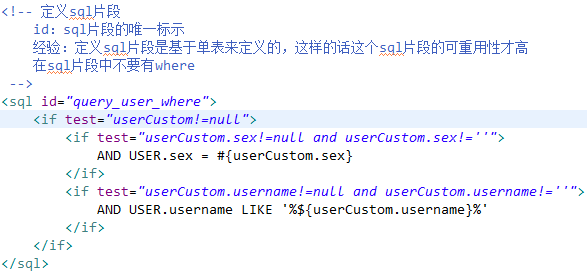 <!-- 定义sql片段
id：sql片段的唯一标示
经验：定义sql片段是基于单表来定义的，这样的话这个sql片段的可重用性才高
在sql片段中不要有where
-->
<sql id="query_user_where">
<if test="userCustom!=null">
<if test="userCustom.sex!=null and userCustom.sex!=''">
AND USER.sex = #{userCustom.sex}
</if>
<if test="userCustom.username!=null and userCustom.username!=''">
AND USER.username LIKE '%${userCustom.username}%'
</if>
</if>
</sql>